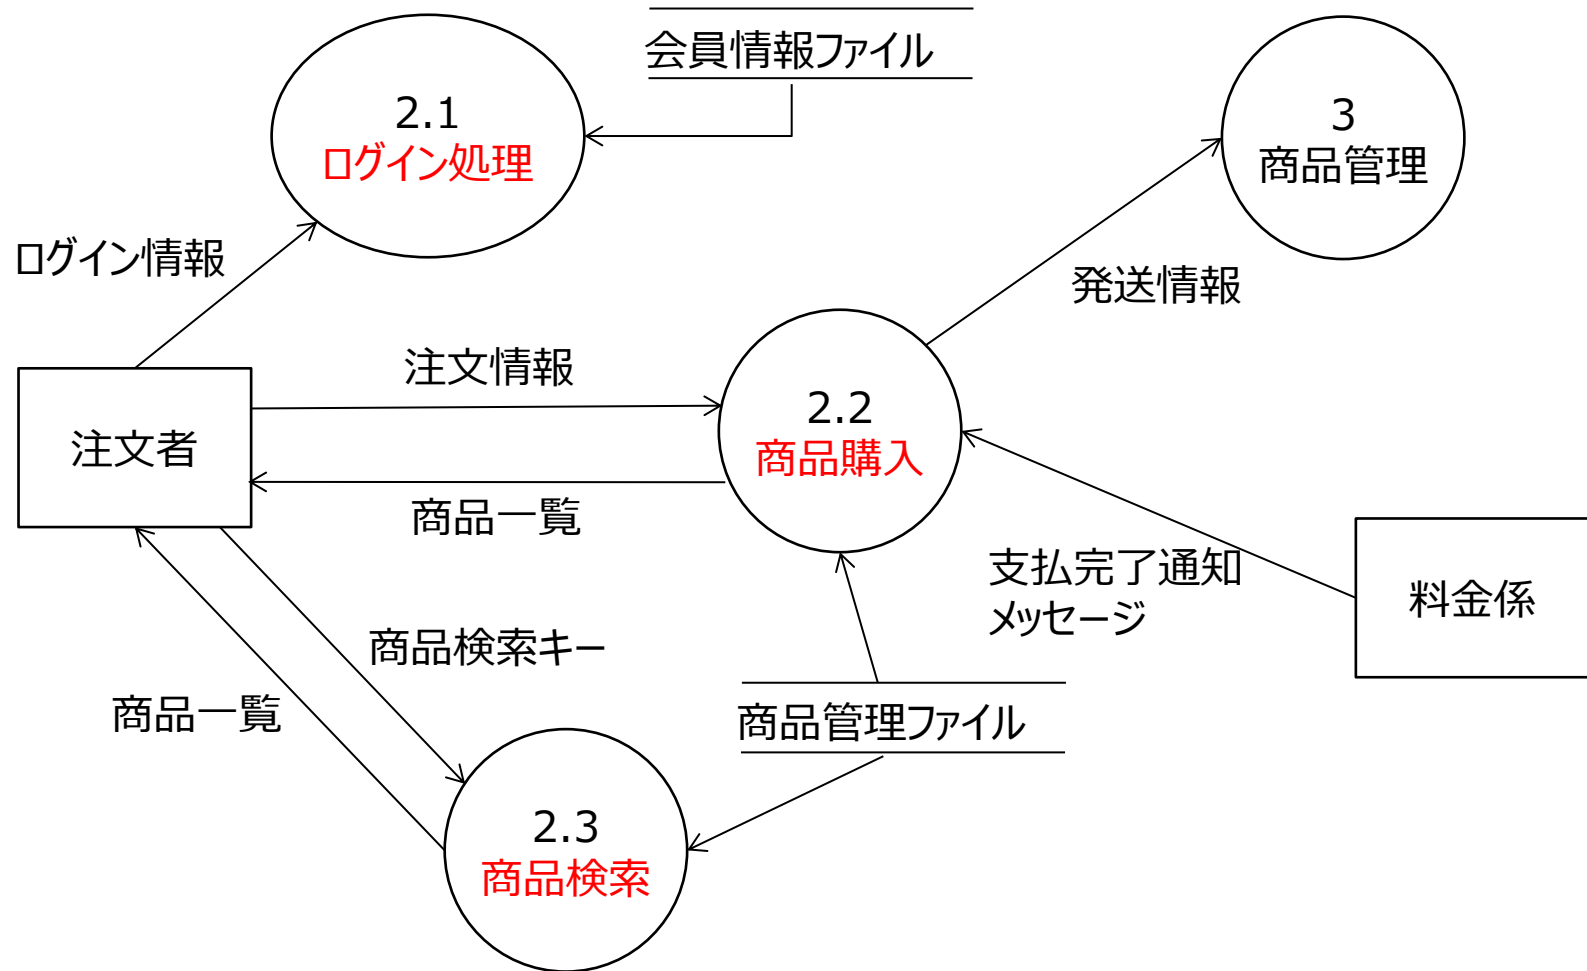 会員情報ファイル
2.1
ログイン処理
3
商品管理
ログイン情報
発送情報
注文情報
2.2
商品購入
注文者
商品一覧
支払完了通知
メッセージ
料金係
商品検索キー
商品一覧
商品管理ファイル
2.3
商品検索